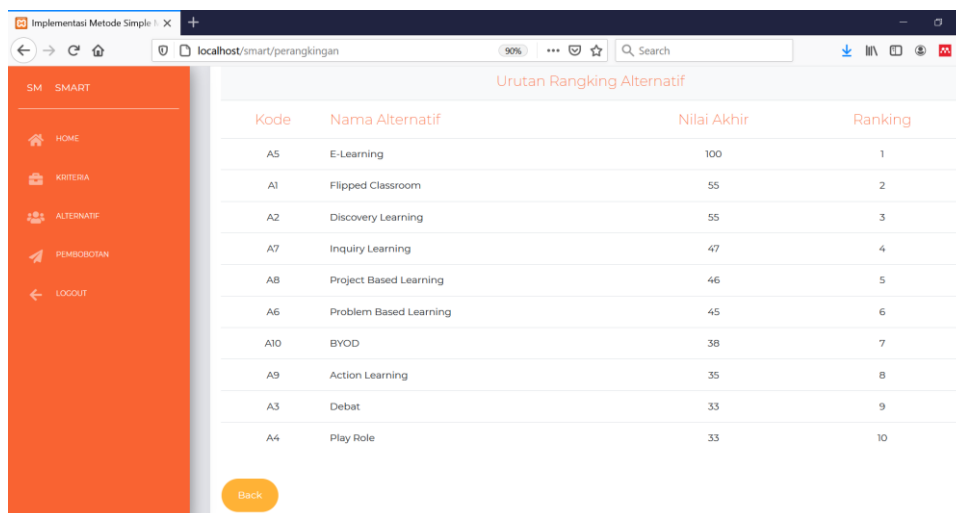 Implementasi Metode Simple
localhost/smart/perangkingan
90%
Search
SM SMART
HOME
KRITERIA
ALTERNATIF
PEMBOBOTAN
LOGOUT
Urutan Rangking Alternatif
Kode Nama Alternatif Nilai Akhir Ranking
A5 E-Learning 100 1
A1 Flipped Classroom 55 2
A2 Discovery Learning 55 3
A7 Inquiry Learning 47 4
A8 Project Based Learning 46 5
A6 Problem Based Learning 45 6
A10 BYOD 38 7
A9 Action Learning 35 8
A3 Debat 33 9
A4 Play Role 33 10
Back